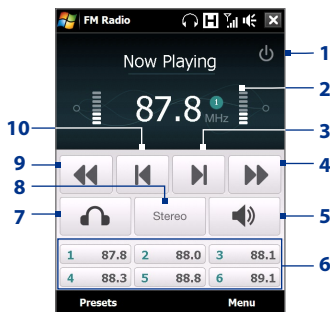 FM Radio
1
Now Playing
2
87.8 1 MHz
10
3
9
4
8
7
Stereo
5
1 87.8 2 88.0 3 88.1
6
4 88.3 5 88.8 6 89.1
Presets Menu